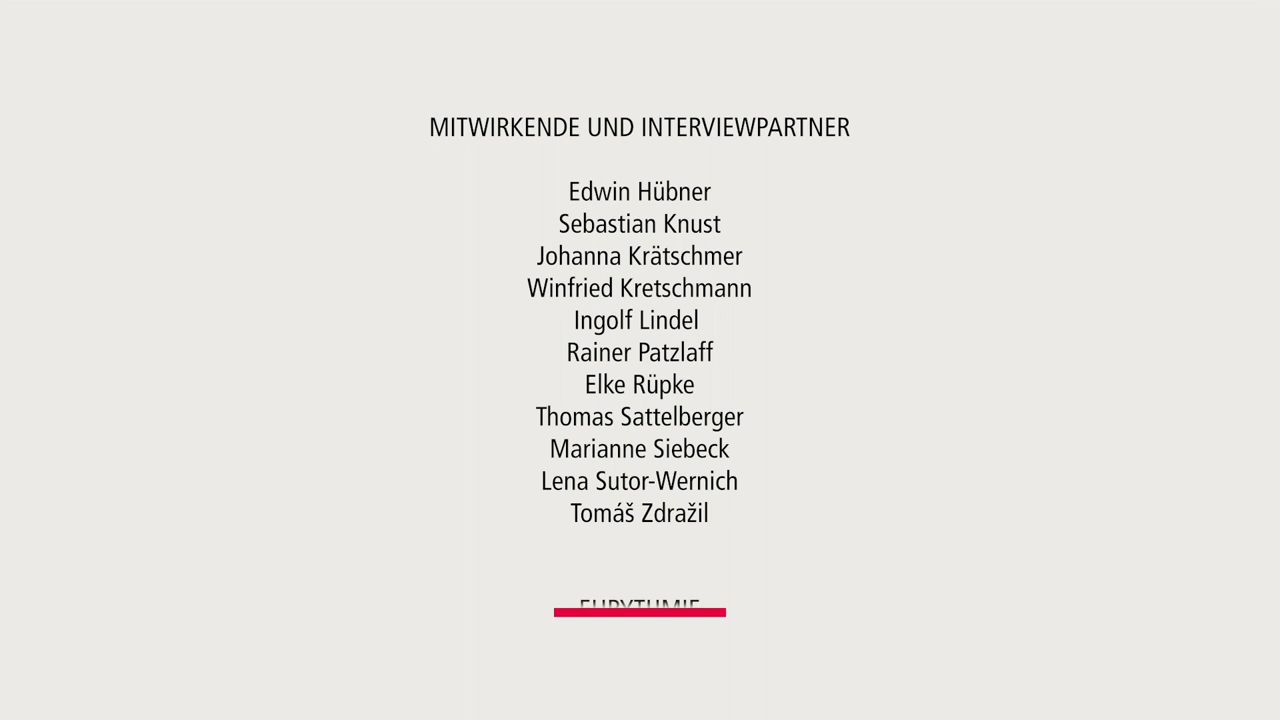 MITWIRKENDE UND INTERVIEWPARTNER
Edwin Hübner
Sebastian Knust
Johanna Krätschmer
Winfried Kretschmann
Ingolf Lindel
Rainer Patzlaff
Elke Rüpke
Thomas Sattelberger
Marianne Siebeck
Lena Sutor-Wernich
Tomáš Zdražil
EURYTHMIE